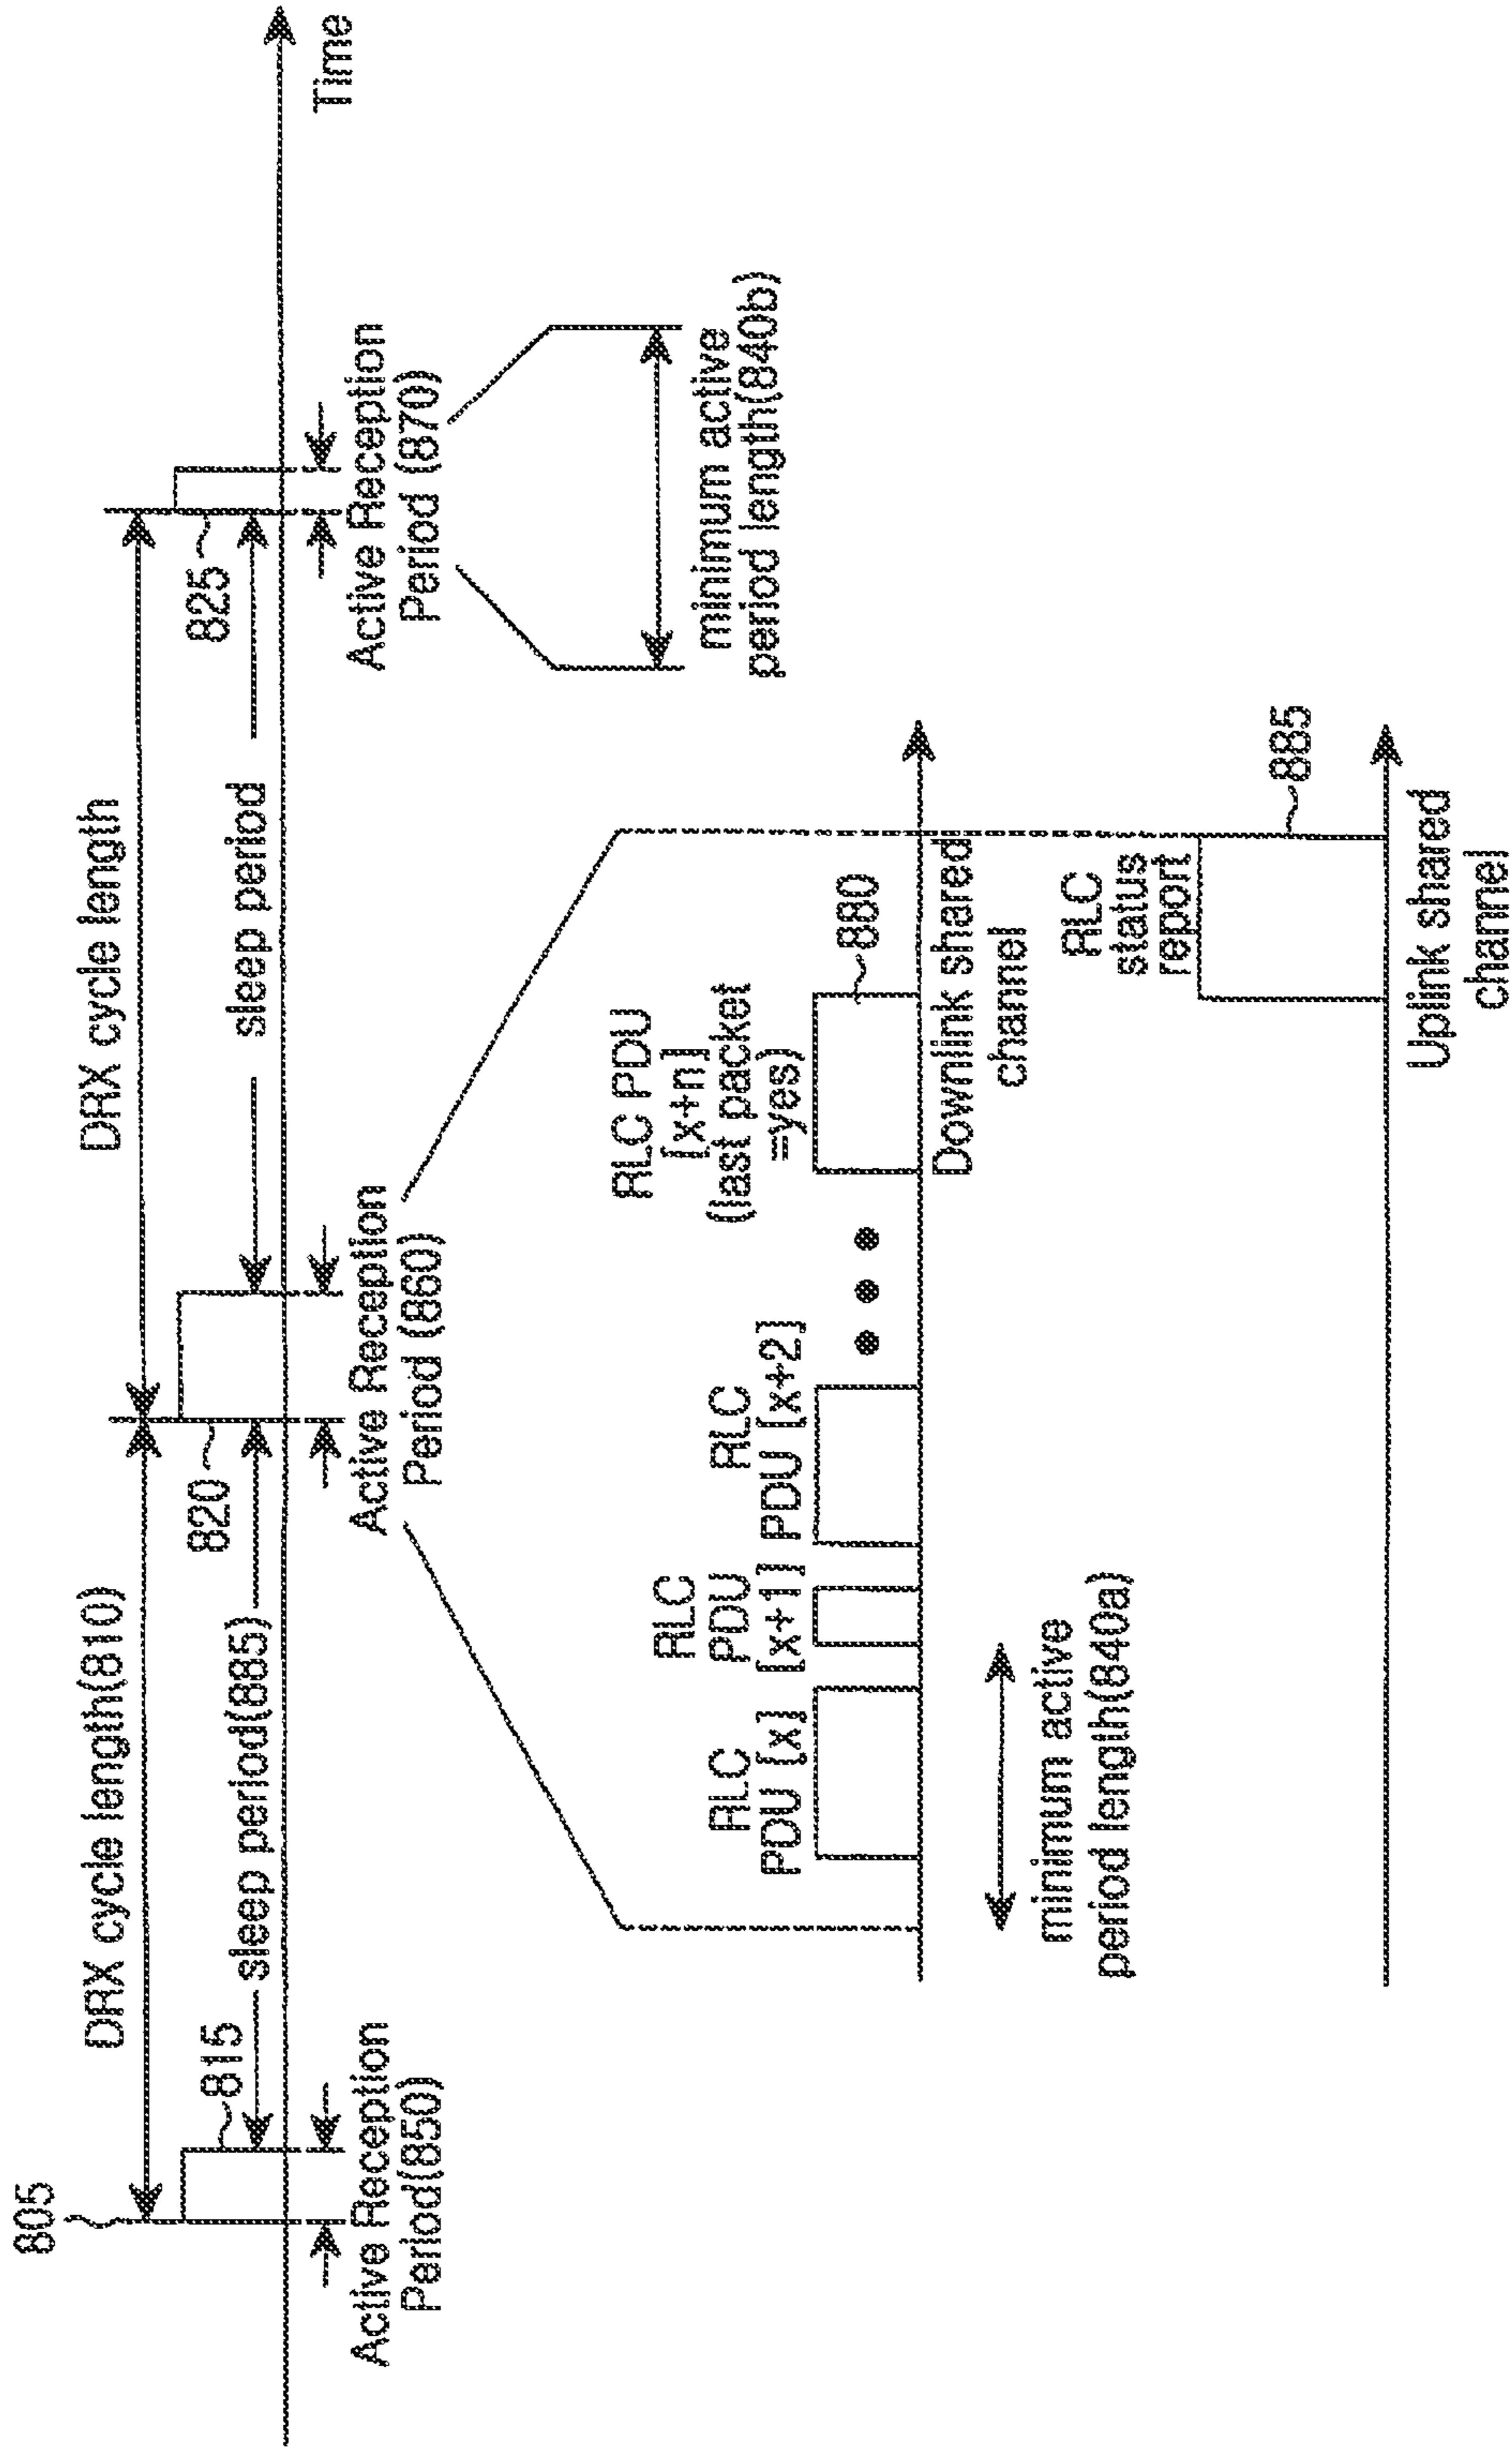 805
DRX cycle length(810)
DRX cycle length
815
820
825
sleep period(885)
sleep period
Time
Active Reception
Period(850)
Active Reception
Period (860)
Active Reception
Period (870)
minimum active
period length(840b)
RLC
PDU [x]
RLC
PDU
[x+1]
RLC
PDU [x+2]
RLC PDU
[x+n]
(last packet
=yes)
880
Downlink shared
channel
minimum active
period length(840a)
RLC
status
report
885
Uplink shared
channel